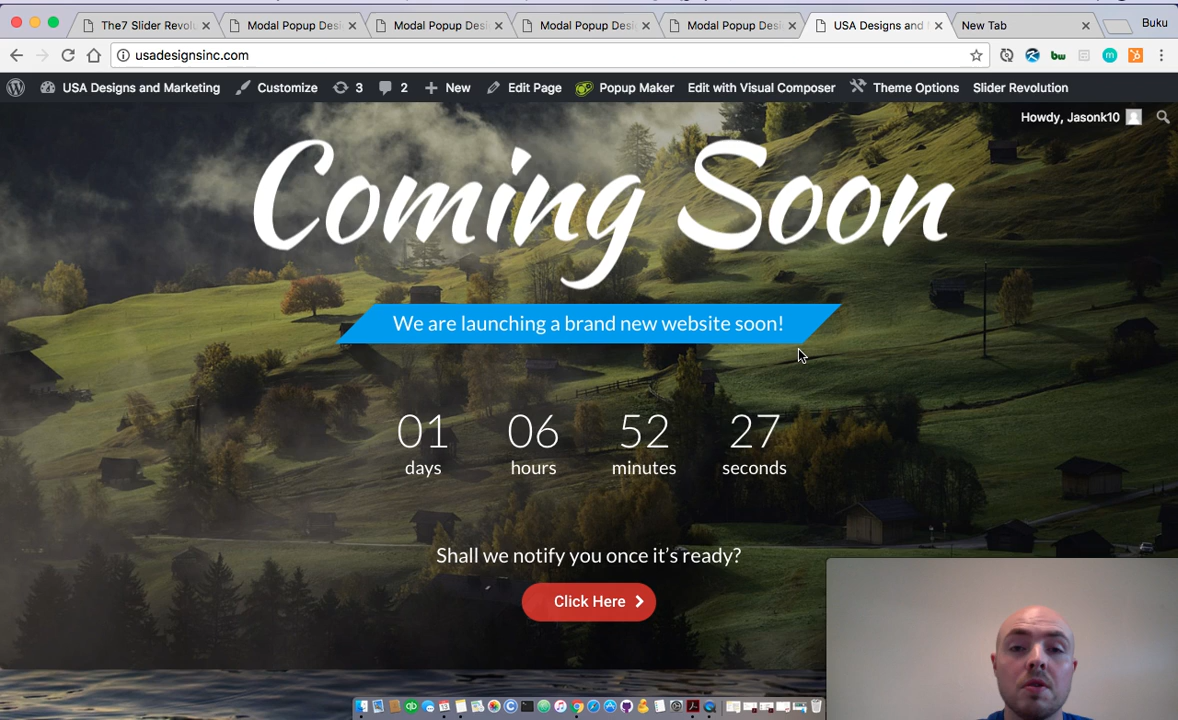 The7 Slider Revolu
Modal Popup Desi
Modal Popup Desi
Modal Popup Desi
Modal Popup Desi
USA Designs and M
New Tab
Buku
usadesignsinc.com
USA Designs and Marketing
Customize
3
2
New
Edit Page
Popup Maker
Edit with Visual Composer
Theme Options
Slider Revolution
Howdy, Jasonk10
Coming Soon
We are launching a brand new website soon!
01 06 52 27
days hours minutes seconds
Shall we notify you once it's ready?
Click Here